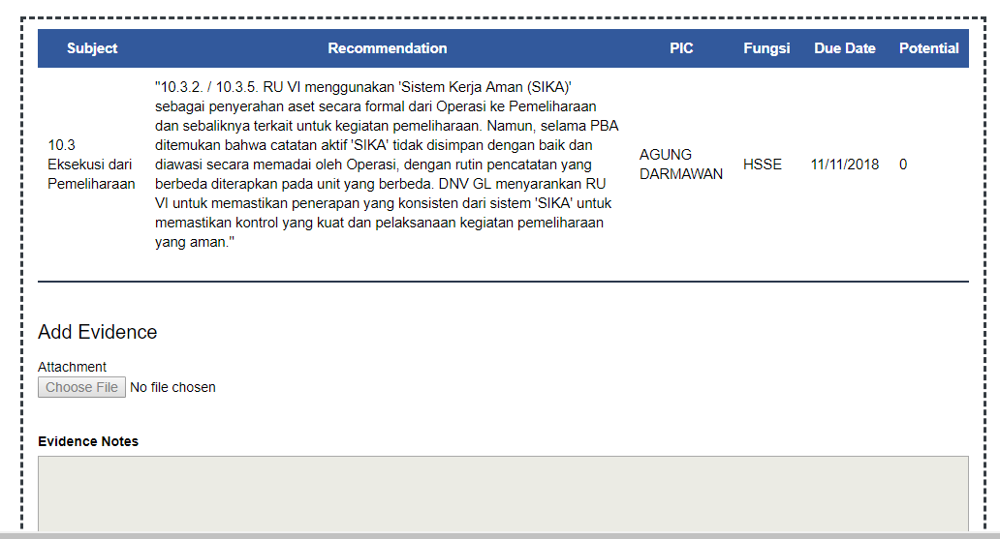 Subject Recommendation PIC Fungsi Due Date Potential
"10.3.2. / 10.3.5. RU VI menggunakan 'Sistem Kerja Aman (SIKA)'
sebagai penyerahan aset secara formal dari Operasi ke Pemeliharaan
dan sebaliknya terkait untuk kegiatan pemeliharaan. Namun, selama PBA
10.3 ditemukan bahwa catatan aktif 'SIKA' tidak disimpan dengan baik dan
AGUNG
Eksekusi dari diawasi secara memadai oleh Operasi, dengan rutin pencatatan yang HSSE 11/11/2018 0
DARMAWAN
Pemeliharaan berbeda diterapkan pada unit yang berbeda. DNV GL menyarankan RU
VI untuk memastikan penerapan yang konsisten dari sistem 'SIKA' untuk
memastikan kontrol yang kuat dan pelaksanaan kegiatan pemeliharaan
yang aman."
Add Evidence
Attachment
Choose File No file chosen
Evidence Notes